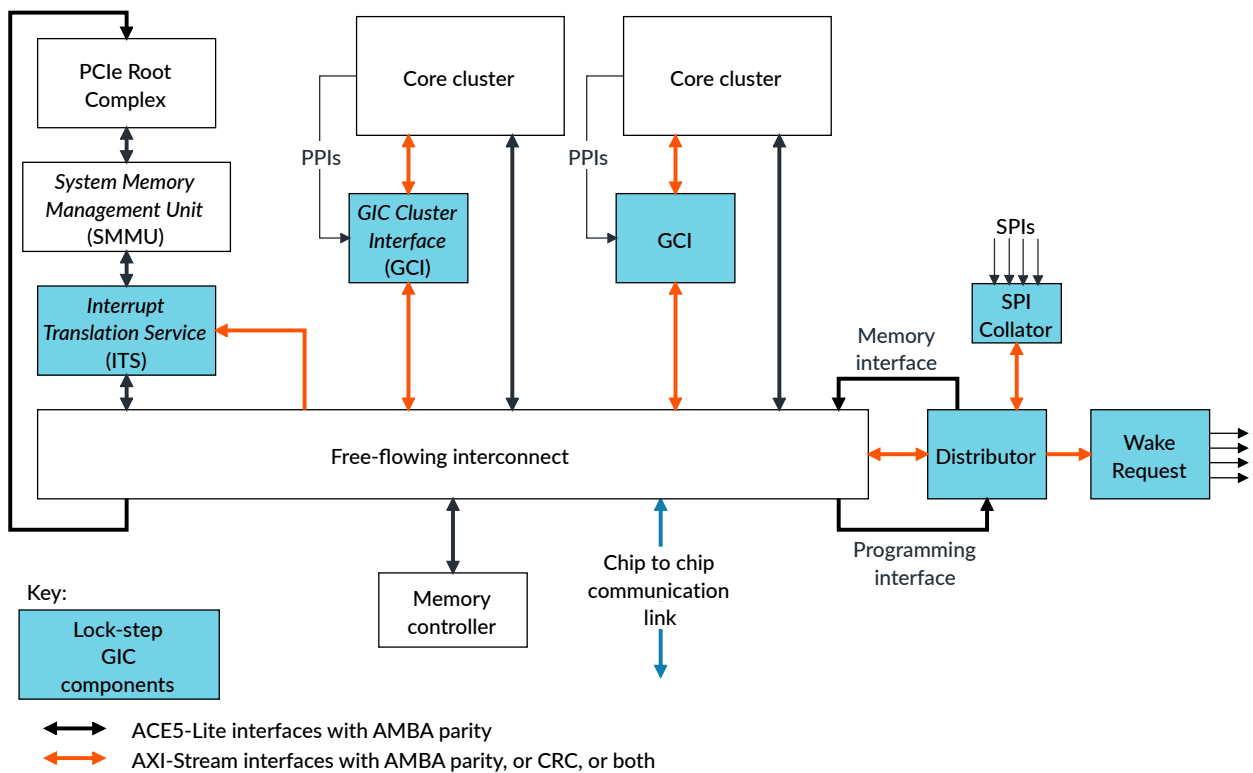 PCIe Root
Complex
System Memory
Management Unit
(SMMU)
Interrupt
Translation Service
(ITS)
Core cluster
PPIs
GIC Cluster
Interface
(GCI)
Core cluster
PPIs
GCI
SPIs
SPI
Collator
Memory
interface
Free-flowing interconnect
Distributor
Wake
Request
Programming
interface
Memory
controller
Chip to chip
communication
link
Key:
Lock-step
GIC
components
ACE5-Lite interfaces with AMBA parity
AXI-Stream interfaces with AMBA parity, or CRC, or both